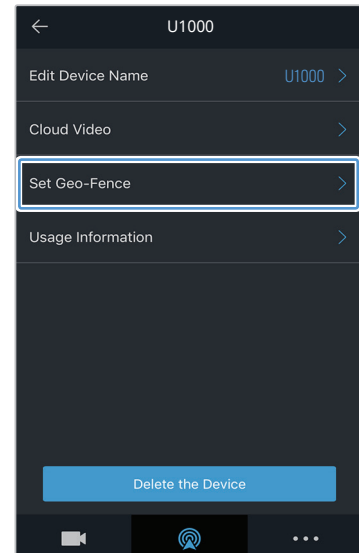 U1000
Edit Device Name U1000
Cloud Video
Set Geo-Fence
Usage Information
Delete the Device